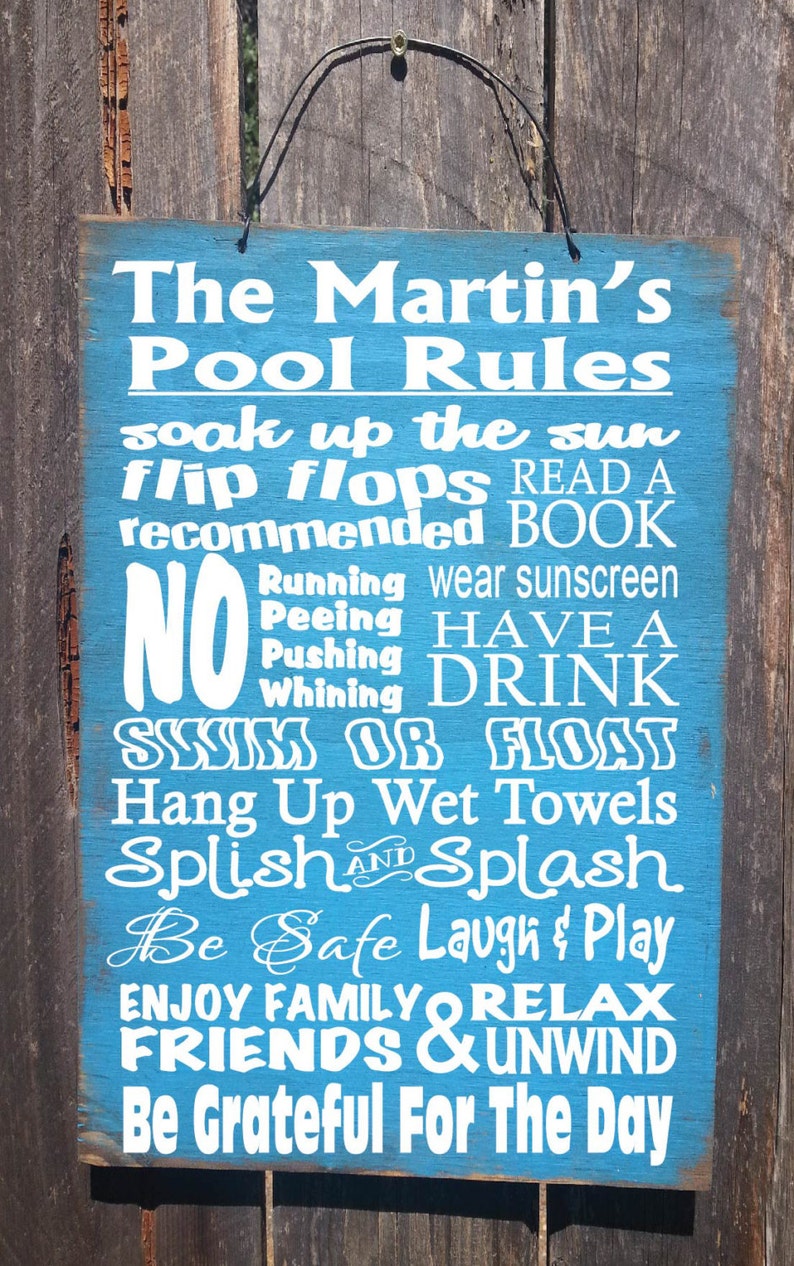 The Martin's
Pool Rules
soak up the sun
flip flops
recommended
READ A
BOOK
NO
Running
Peeing
Pushing
Whining
wear sunscreen
HAVE A
DRINK
SWIM OR FLOAT
Hang Up Wet Towels
Splish AND Splash
Be Safe Laugh & Play
ENJOY FAMILY
FRIENDS
&
RELAX
UNWIND
Be Grateful For The Day